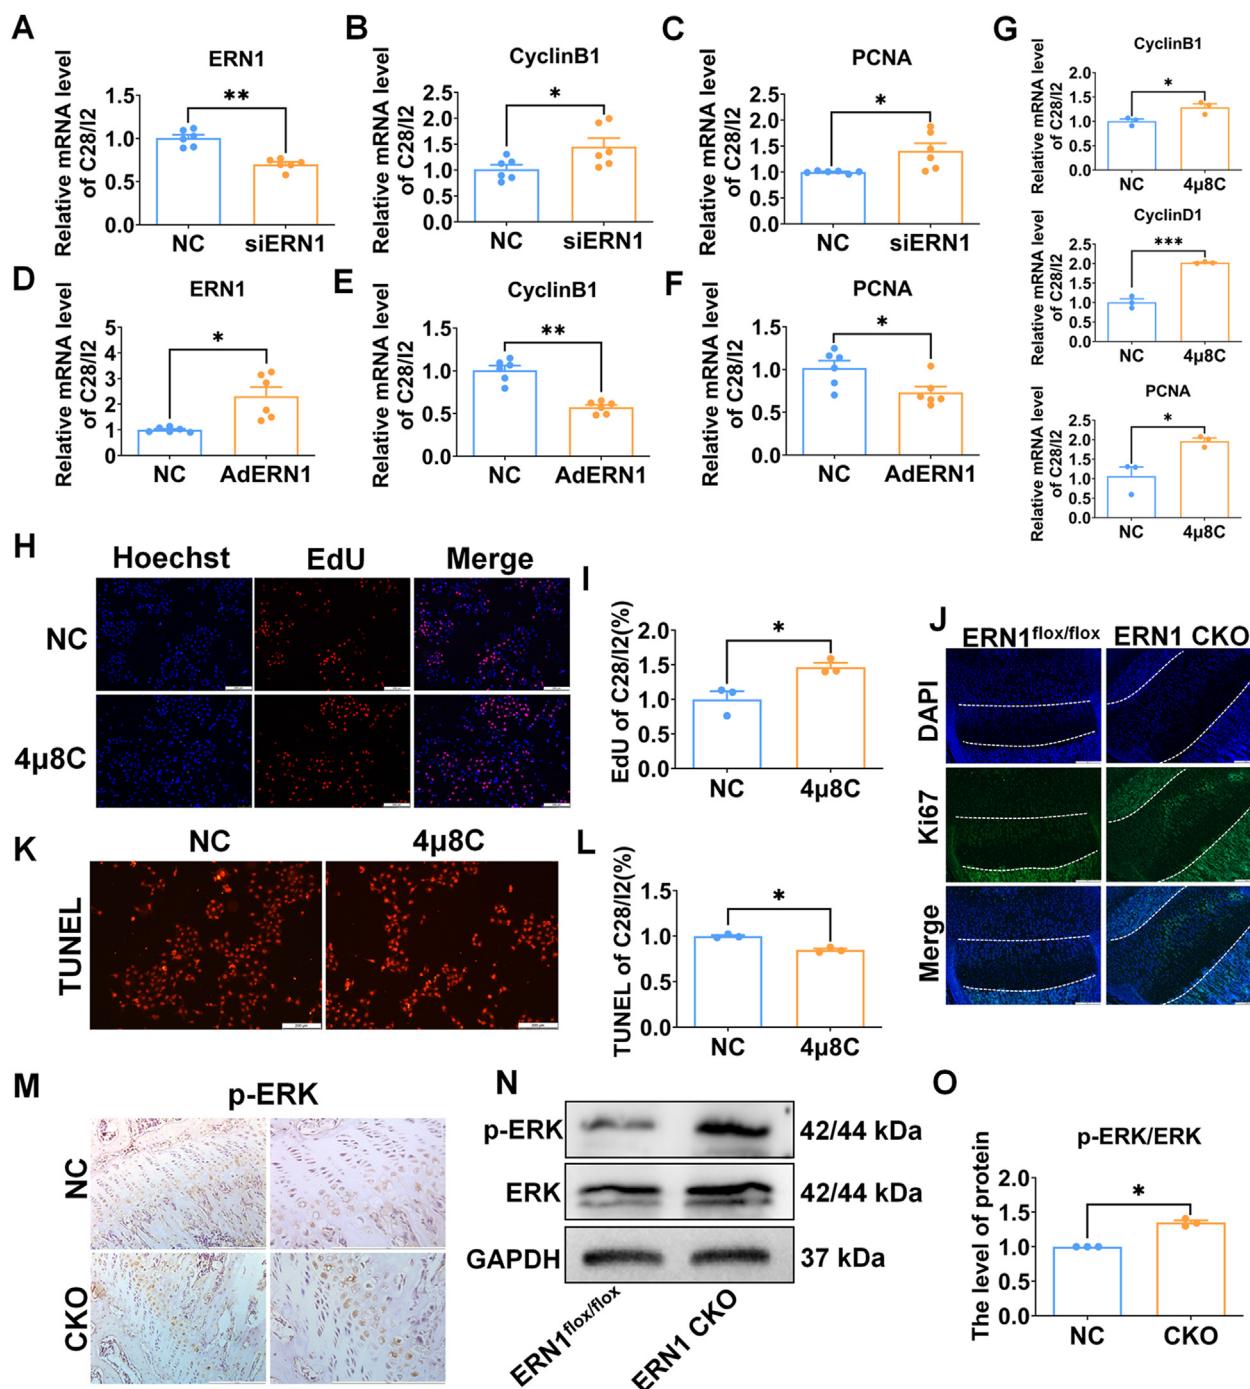 A
ERN1
Relative mRNA level
of C28/I2
1.5
1.0
0.5
0.0
**
NC
siERN1
B
CyclinB1
Relative mRNA level
of C28/I2
2.5
2.0
1.5
1.0
0.5
0.0
*
NC
siERN1
C
PCNA
Relative mRNA level
of C28/I2
2.5
2.0
1.5
1.0
0.5
0.0
*
NC
siERN1
D
ERN1
Relative mRNA level
of C28/I2
5
4
3
2
1
0
*
NC
AdERN1
E
CyclinB1
Relative mRNA level
of C28/I2
1.5
1.0
0.5
0.0
**
NC
AdERN1
F
PCNA
Relative mRNA level
of C28/I2
1.5
1.0
0.5
0.0
*
NC
AdERN1
G
CyclinB1
Relative mRNA level
of C28/I2
2.0
1.5
1.0
0.5
0.0
*
NC
4μ8C
CyclinD1
Relative mRNA level
of C28/I2
2.5
2.0
1.5
1.0
0.5
0.0
***
NC
4μ8C
PCNA
Relative mRNA level
of C28/I2
2.5
2.0
1.5
1.0
0.5
0.0
*
NC
4μ8C
H
Hoechst
EdU
Merge
NC
4μ8C
I
EdU of C28/I2(%)
2.0
1.5
1.0
0.5
0.0
*
NC
4μ8C
J
ERN1flox/flox
ERN1 CKO
DAPI
Ki67
Merge
K
NC
4μ8C
TUNEL
200 μm
200 μm
L
TUNEL of C28/I2(%)
1.5
1.0
0.5
0.0
*
NC
4μ8C
M
p-ERK
NC
CKO
N
p-ERK
42/44 kDa
ERK
42/44 kDa
GAPDH
37 kDa
ERN1flox/flox
ERN1 CKO
O
p-ERK/ERK
The level of protein
2.0
1.5
1.0
0.5
0.0
*
NC
CKO